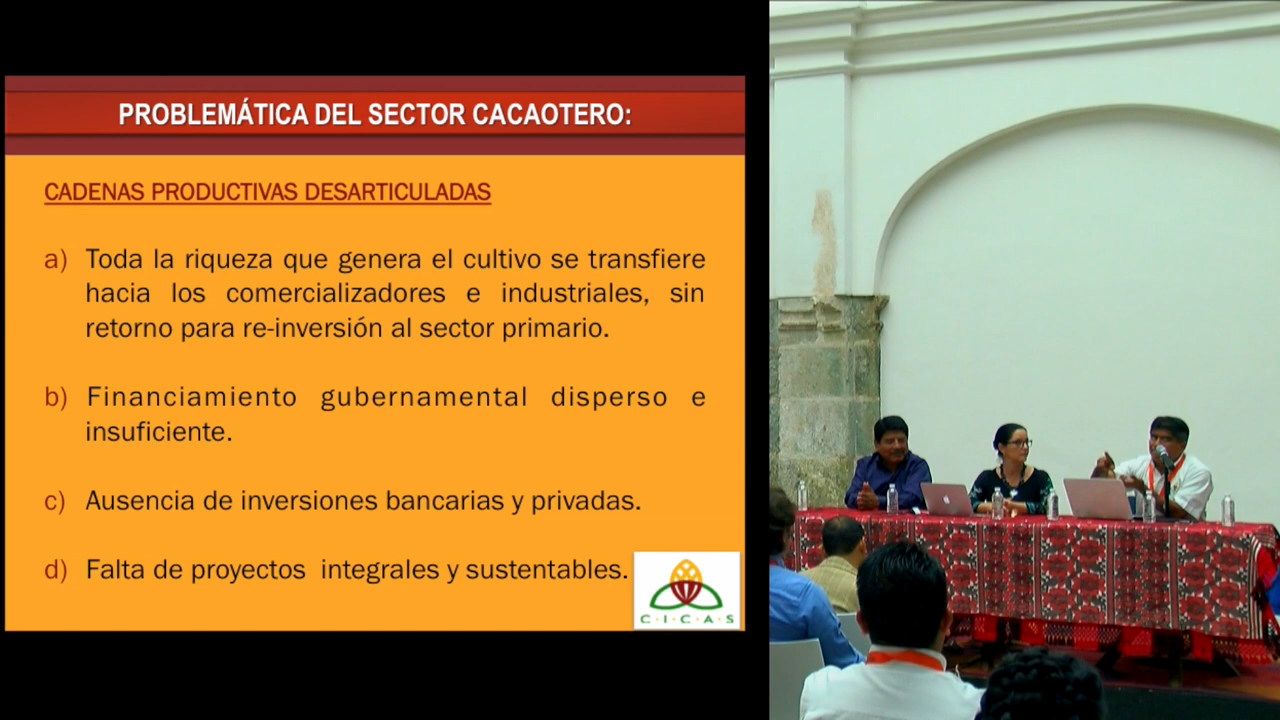 PROBLEMÁTICA DEL SECTOR CACAOTERO:
CADENAS PRODUCTIVAS DESARTICULADAS
a) Toda la riqueza que genera el cultivo se transfiere
hacia los comercializadores e industriales, sin
retorno para re-inversión al sector primario.
b) Financiamiento gubernamental disperso e
insuficiente.
c) Ausencia de inversiones bancarias y privadas.
d) Falta de proyectos integrales y sustentables.
C·I·C·A·S